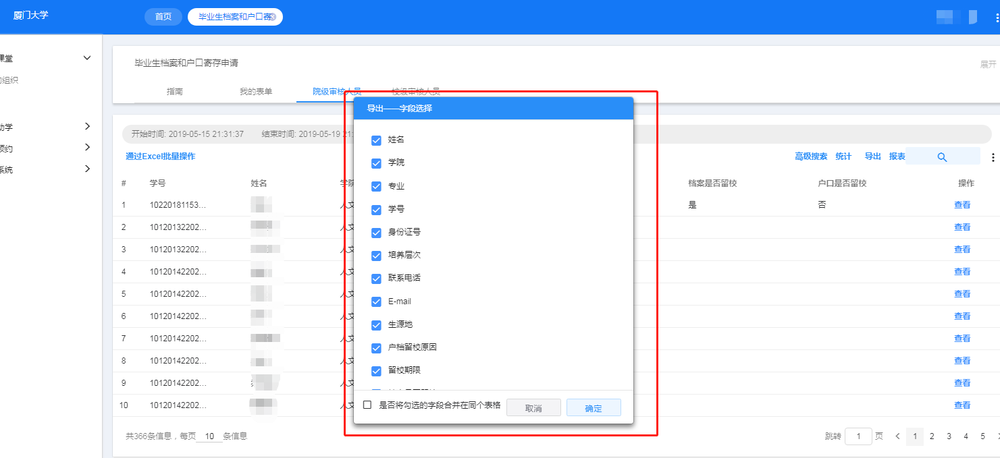 厦门大学
首页
毕业生档案和户口寄
课堂
组织
助学
预约
系统
毕业生档案和户口寄存申请
展开
指南 我的表单 院级审核人员 校级审核人员
开始时间: 2019-05-15 21:31:37 结束时间: 2019-05-19 21:
通过Excel批量操作
高级搜索 统计 导出 报表
# 学号 姓名 学院 档案是否留校 户口是否留校 操作
1 10220181153... 人文 是 否 查看
2 10120132202... 人文 查看
3 10120132202... 人文 查看
4 10120142202... 人文 查看
5 10120142202... 人文 查看
6 10120142202... 人文 查看
7 10120142202... 人文 查看
8 10120142202... 人文 查看
9 10120142202... 人文 查看
10 10120142202... 人文 查看
共366条信息，每页 10 条信息
跳转 1 页 < 1 2 3 4 5
导出——字段选择
姓名
学院
专业
学号
身份证号
培养层次
联系电话
E-mail
生源地
户档留校原因
留校期限
是否将勾选的字段合并在同个表格
取消
确定